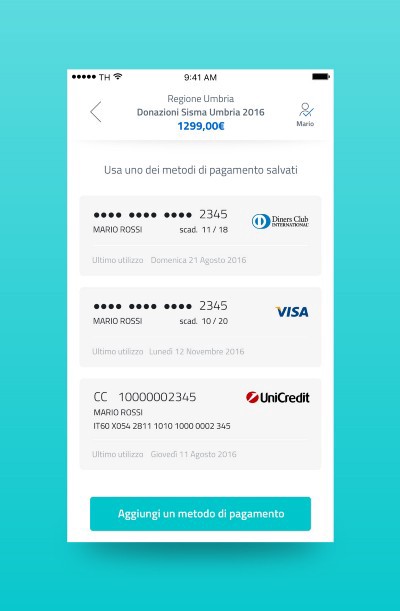 ●●●●● TH 9:41 AM
Regione Umbria
Donazioni Sisma Umbria 2016
1299,00€
Mario
Usa uno dei metodi di pagamento salvati
●●●● ●●●● ●●●● 2345
Diners Club
INTERNATIONAL
MARIO ROSSI scad. 11 / 18
Ultimo utilizzo Domenica 21 Agosto 2016
●●●● ●●●● ●●●● 2345
VISA
MARIO ROSSI scad. 10 / 20
Ultimo utilizzo Lunedì 12 Novembre 2016
CC 10000002345
UniCredit
MARIO ROSSI
IT60 X054 2811 1010 1000 0002 345
Ultimo utilizzo Giovedì 11 Agosto 2016
Aggiungi un metodo di pagamento